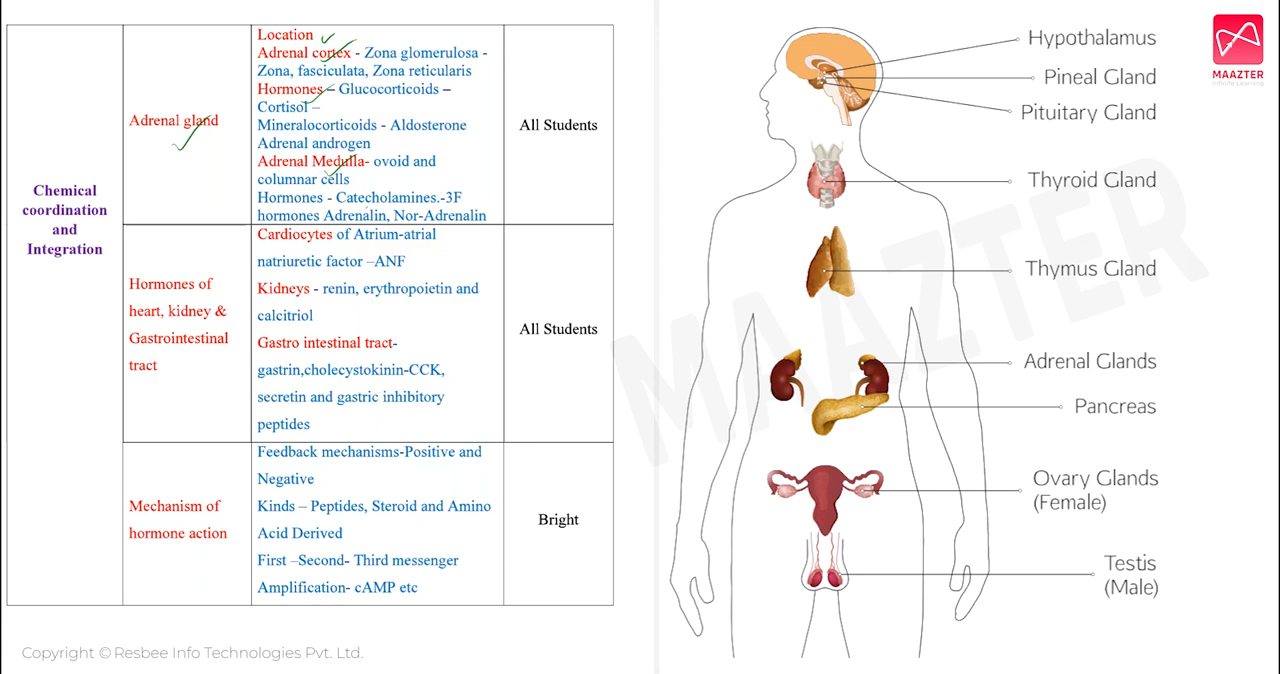 Chemical
coordination
and
Integration
Adrenal gland
Location
Adrenal cortex - Zona glomerulosa -
Zona, fasciculata, Zona reticularis
Hormones – Glucocorticoids –
Cortisol –
Mineralocorticoids - Aldosterone
Adrenal androgen
Adrenal Medulla- ovoid and
columnar cells
Hormones - Catecholamines.-3F
hormones Adrenalin, Nor-Adrenalin
All Students
Hormones of
heart, kidney &
Gastrointestinal
tract
Cardiocytes of Atrium-atrial
natriuretic factor –ANF
Kidneys - renin, erythropoietin and
calcitriol
Gastro intestinal tract-
gastrin,cholecystokinin-CCK,
secretin and gastric inhibitory
peptides
All Students
Mechanism of
hormone action
Feedback mechanisms-Positive and
Negative
Kinds – Peptides, Steroid and Amino
Acid Derived
First –Second- Third messenger
Amplification- cAMP etc
Bright
Copyright © Resbee Info Technologies Pvt. Ltd.
Hypothalamus
Pineal Gland
Pituitary Gland
Thyroid Gland
Thymus Gland
Adrenal Glands
Pancreas
Ovary Glands
(Female)
Testis
(Male)
MAAZTER
Infinite Learning
MAAZTER